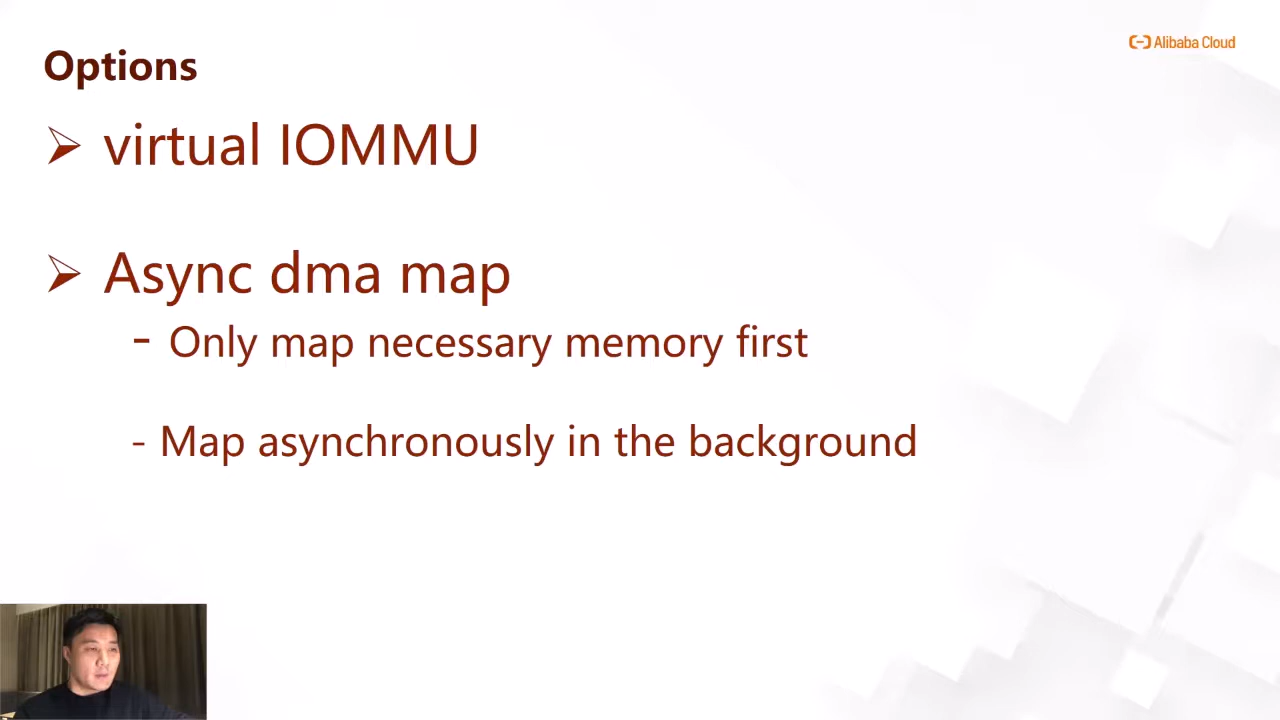 Options
Alibaba Cloud
➢ virtual IOMMU
➢ Async dma map
- Only map necessary memory first
- Map asynchronously in the background